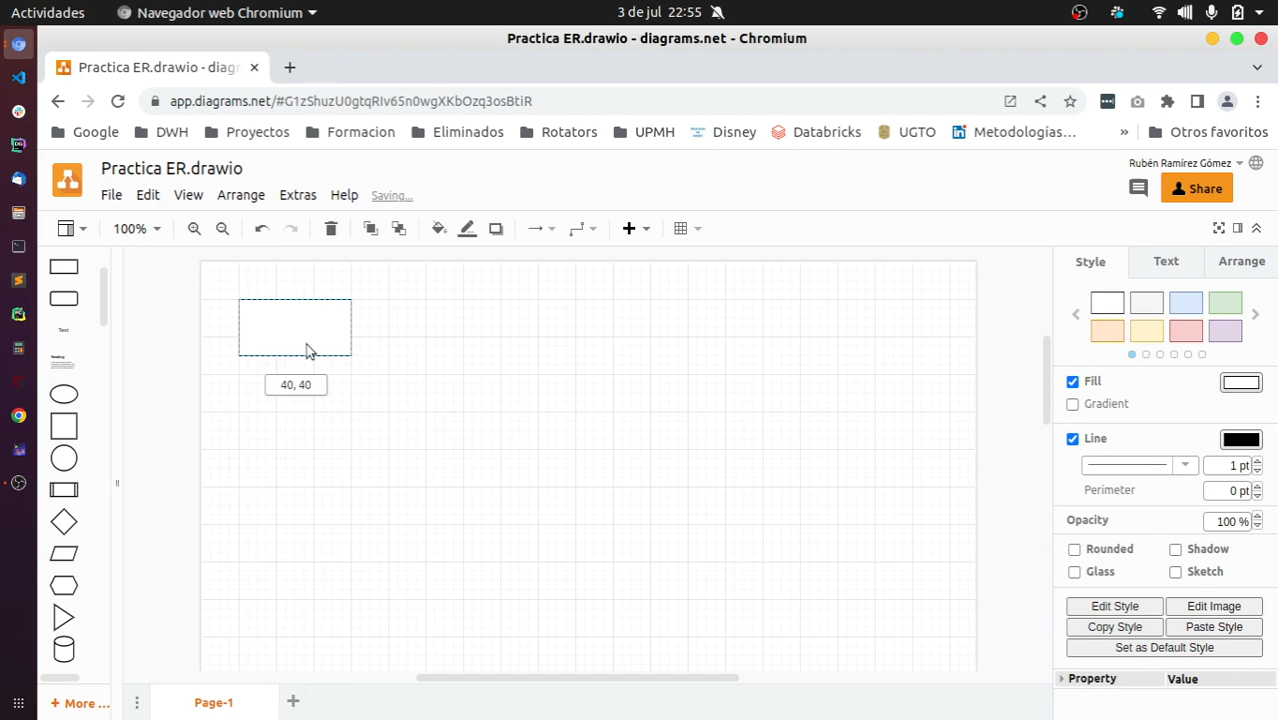 Actividades
Navegador web Chromium
3 de jul 22:55
Practica ER.drawio - diagrams.net - Chromium
Practica ER.drawio - diag
app.diagrams.net/#G1zShuzU0gtqRIv65n0wgXKbOzq3osBtiR
Google
DWH
Proyectos
Formacion
Eliminados
Rotators
UPMH
Disney
Databricks
UGTO
Metodologías...
»
Otros favoritos
Practica ER.drawio
Rubén Ramírez Gómez
File
Edit
View
Arrange
Extras
Help
Saving...
Share
100%
Style
Text
Arrange
Text
Heading
40, 40
Fill
Gradient
Line
1 pt
Perimeter
0 pt
Opacity
100 %
Rounded
Shadow
Glass
Sketch
Edit Style
Edit Image
Copy Style
Paste Style
Set as Default Style
Property
Value
+ More ...
Page-1